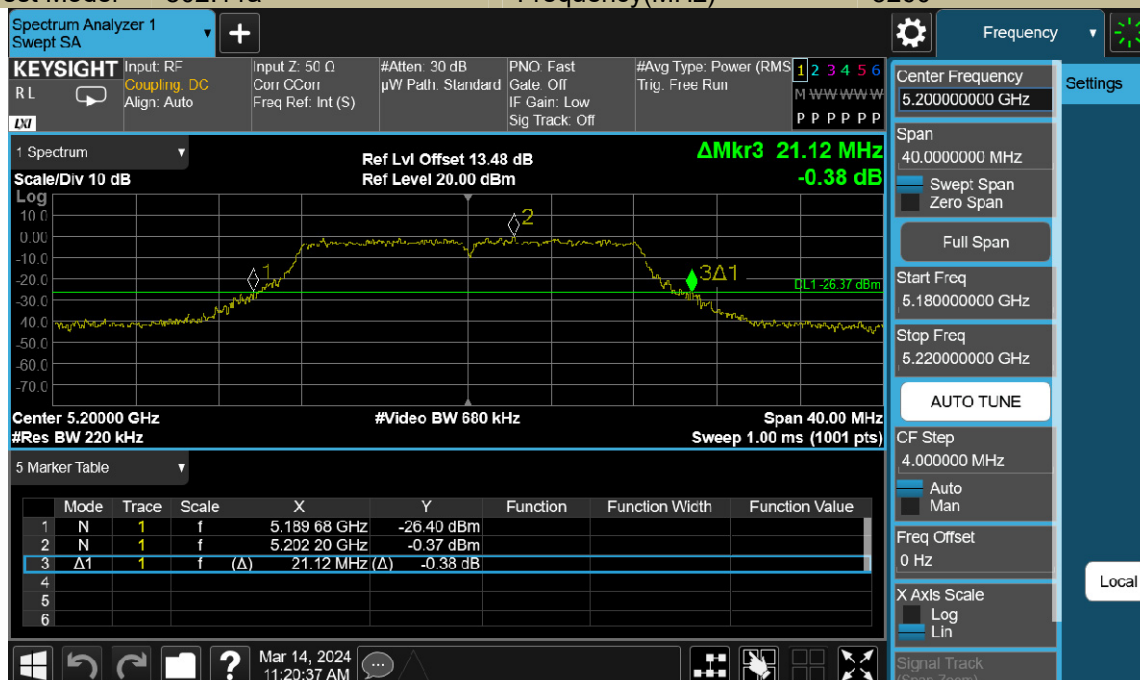 802.11a Frequency(MHz)
Spectrum Analyzer 1
Swept SA
+
Frequency
KEYSIGHT
R L
LXI
Input: RF
Coupling: DC
Align: Auto
Input Z: 50 Ω
Corr CCorr
Freq Ref: Int (S)
#Atten: 30 dB
µW Path: Standard
PNO: Fast
Gate: Off
IF Gain: Low
Sig Track: Off
#Avg Type: Power (RMS
Trig: Free Run
1 2 3 4 5 6
M W W W W W
P P P P P P
1 Spectrum
Scale/Div 10 dB
Log
Ref Lvl Offset 13.48 dB
Ref Level 20.00 dBm
ΔMkr3 21.12 MHz
-0.38 dB
10.0
0.00
-10.0
-20.0
-30.0
-40.0
-50.0
-60.0
-70.0
1
2
3Δ1
DL1 -26.37 dBm
Center 5.20000 GHz
#Res BW 220 kHz
#Video BW 680 kHz
Span 40.00 MHz
Sweep 1.00 ms (1001 pts)
5 Marker Table
Mode Trace Scale X Y Function Function Width Function Value
1 N 1 f 5.189 68 GHz -26.40 dBm
2 N 1 f 5.202 20 GHz -0.37 dBm
3 Δ1 1 f (Δ) 21.12 MHz (Δ) -0.38 dB
4
5
6
?
Mar 14, 2024
11:20:37 AM
Center Frequency
5.200000000 GHz
Span
40.0000000 MHz
Swept Span
Zero Span
Full Span
Start Freq
5.180000000 GHz
Stop Freq
5.220000000 GHz
AUTO TUNE
CF Step
4.000000 MHz
Auto
Man
Freq Offset
0 Hz
X Axis Scale
Log
Lin
Signal Track
(Span Zoom)
Settings
Local